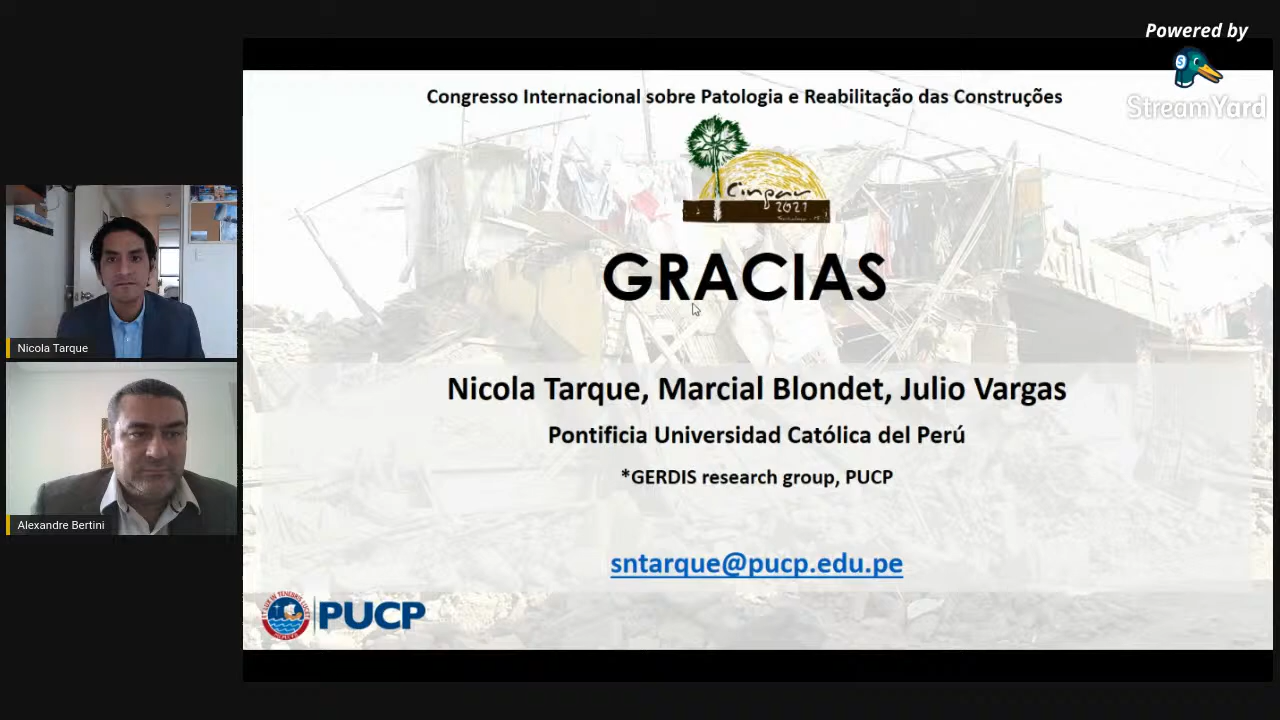 Powered by
StreamYard
Congresso Internacional sobre Patologia e Reabilitação das Construções
Cinpar
2021
GRACIAS
Nicola Tarque, Marcial Blondet, Julio Vargas
Pontificia Universidad Católica del Perú
*GERDIS research group, PUCP
sntarque@pucp.edu.pe
PUCP
Nicola Tarque
Alexandre Bertini